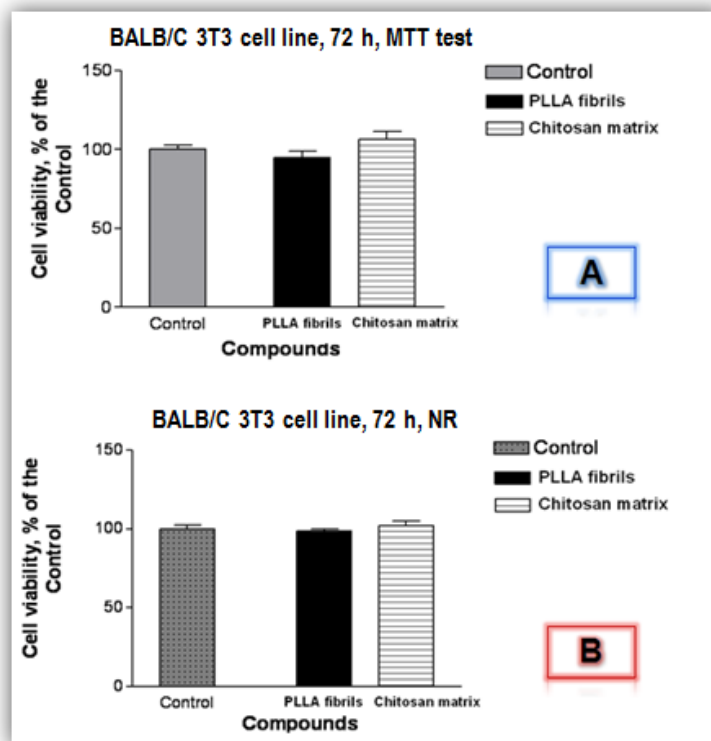 BALB/C 3T3 cell line, 72 h, MTT test
Cell viability, % of the
Control
150
100
50
0
Control
PLLA fibrils
Chitosan matrix
Compounds
Control
PLLA fibrils
Chitosan matrix
A
BALB/C 3T3 cell line, 72 h, NR
Cell viability, % of the
Control
150
100
50
0
Control
PLLA fibrils
Chitosan matrix
Compounds
Control
PLLA fibrils
Chitosan matrix
B